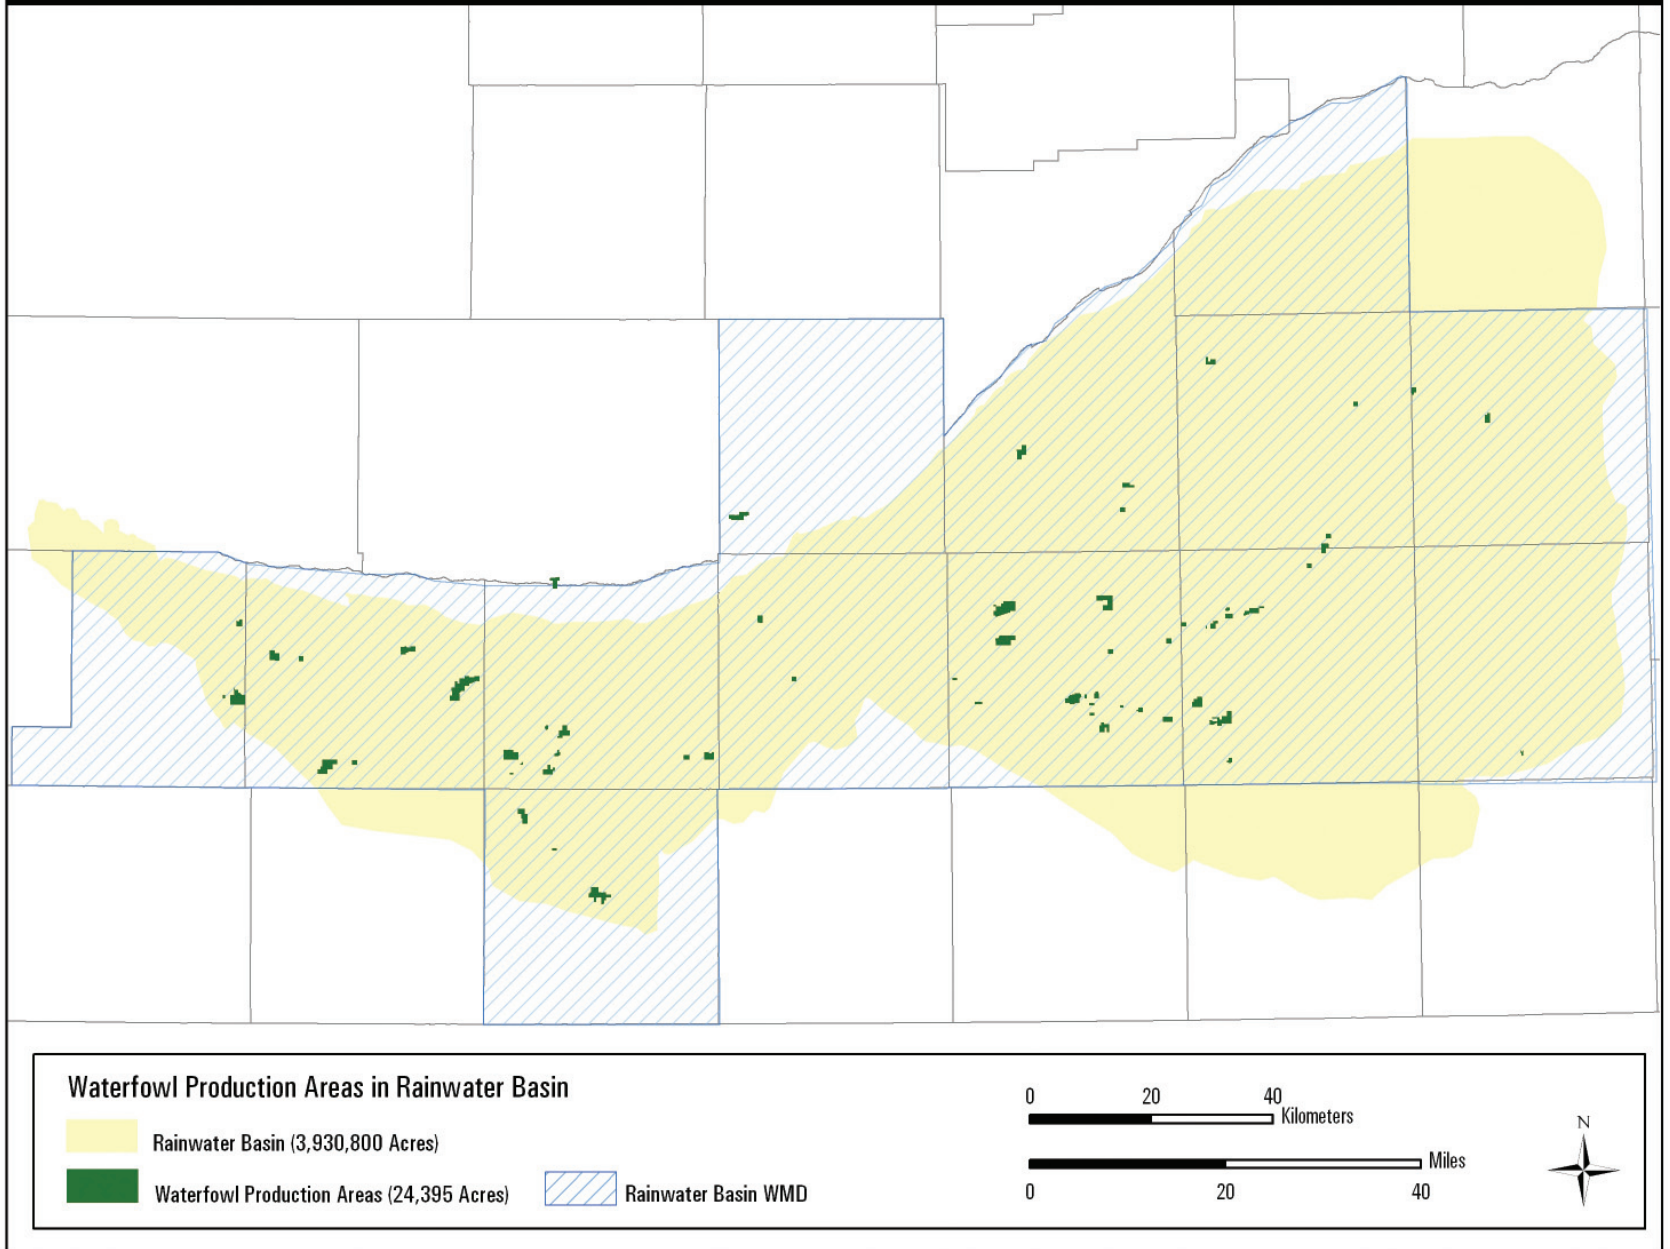 Waterfowl Production Areas in Rainwater Basin
Rainwater Basin (3,930,800 Acres)
Waterfowl Production Areas (24,395 Acres)
Rainwater Basin WMD
0 20 40
Kilometers
Miles
0 20 40
N